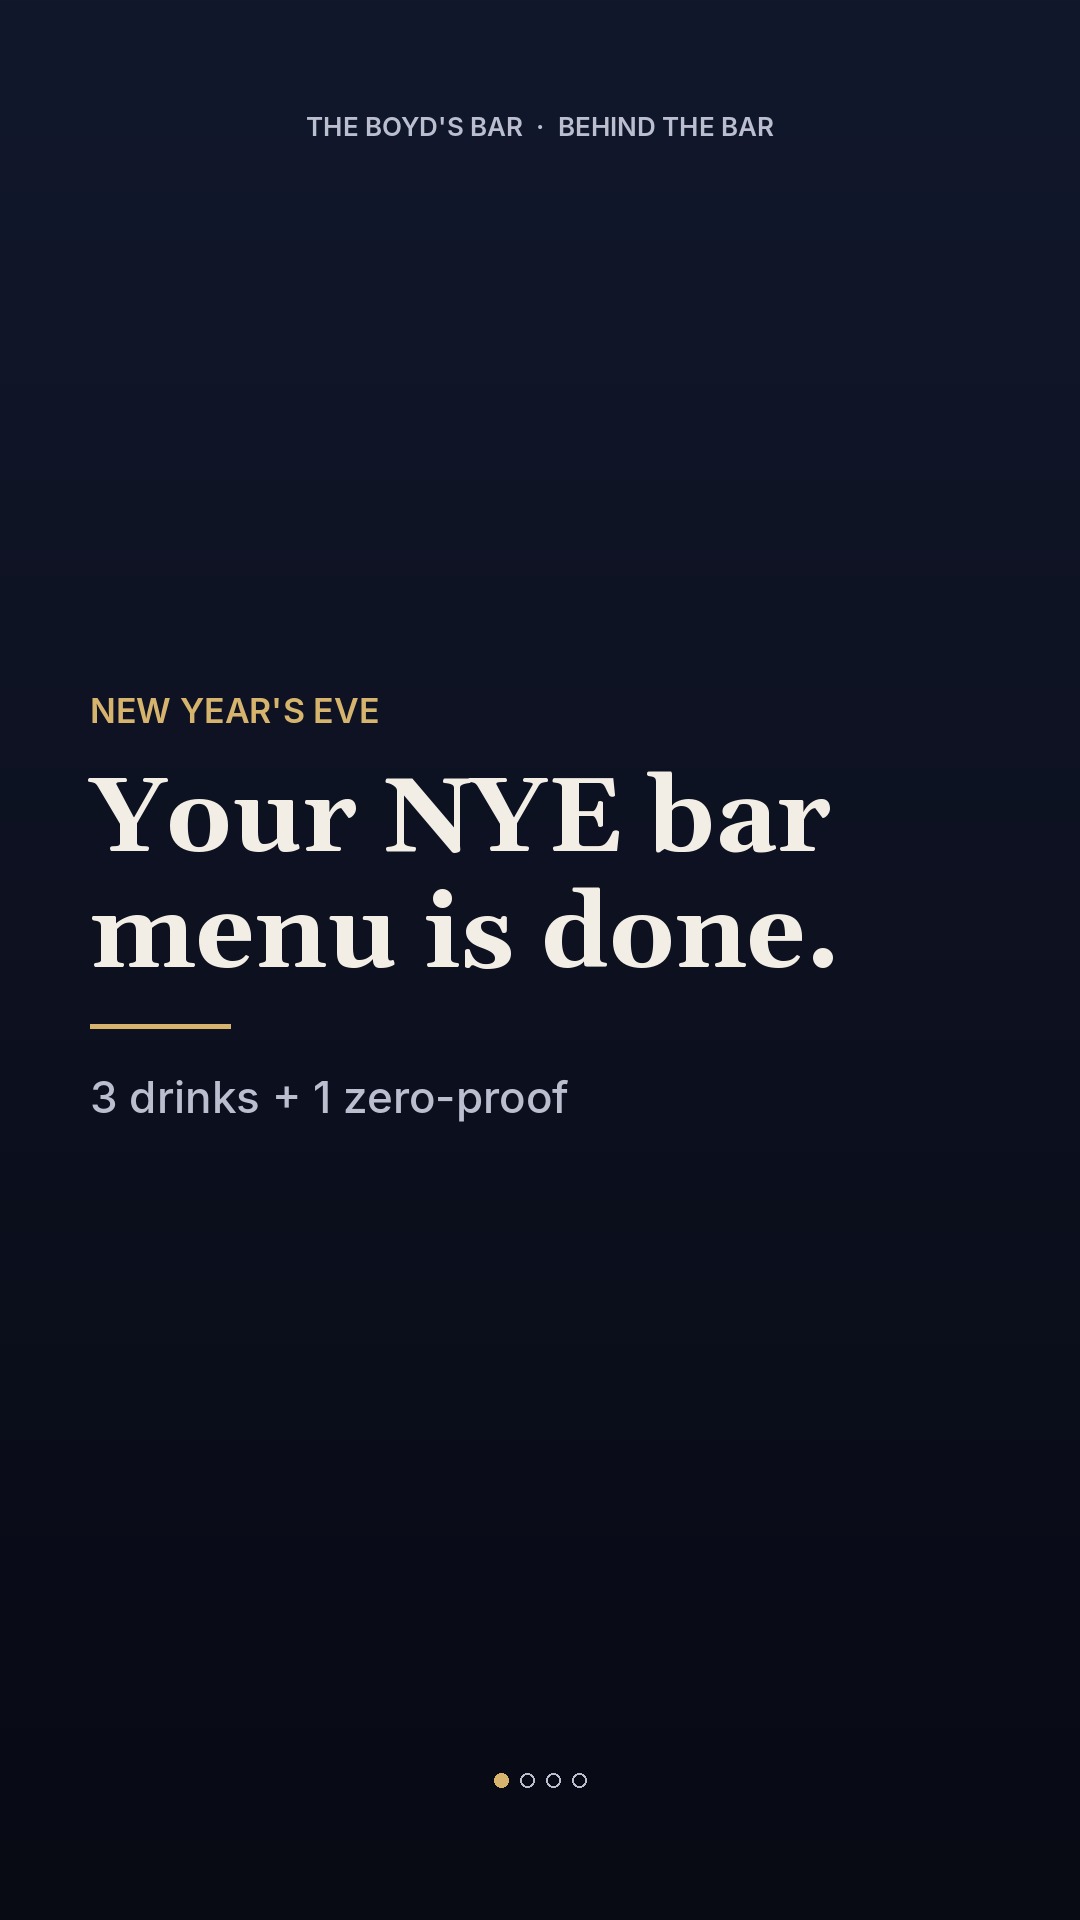 THE BOYD'S BAR · BEHIND THE BAR
NEW YEAR'S EVE
Your NYE bar
menu is done.
3 drinks + 1 zero-proof